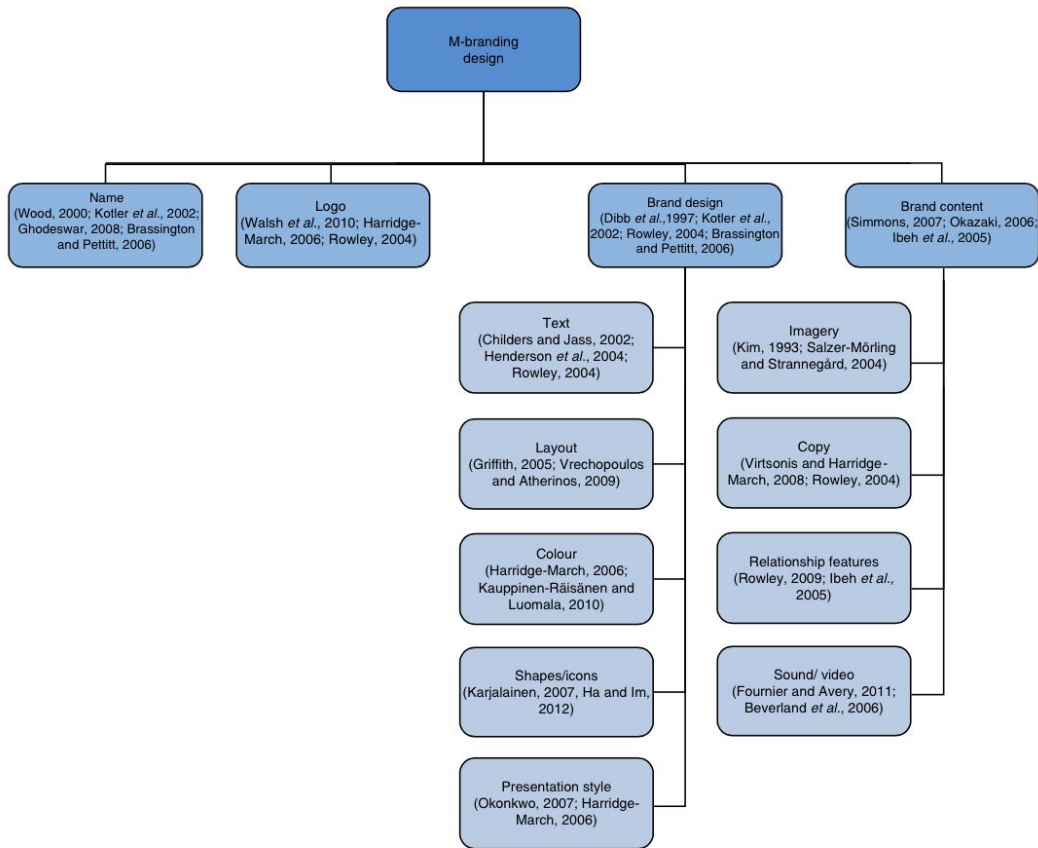 M-branding
design
Name
(Wood, 2000; Kotler et al., 2002;
Ghodeswar, 2008; Brassington
and Pettitt, 2006)
Logo
(Walsh et al., 2010; Harridge-
March, 2006; Rowley, 2004)
Brand design
(Dibb et al.,1997; Kotler et al.,
2002; Rowley, 2004; Brassington
and Pettitt, 2006)
Brand content
(Simmons, 2007; Okazaki, 2006;
Ibeh et al., 2005)
Text
(Childers and Jass, 2002;
Henderson et al., 2004;
Rowley, 2004)
Layout
(Griffith, 2005; Vrechopoulos
and Atherinos, 2009)
Colour
(Harridge-March, 2006;
Kauppinen-Räisänen and
Luomala, 2010)
Shapes/icons
(Karjalainen, 2007, Ha and Im,
2012)
Presentation style
(Okonkwo, 2007; Harridge-
March, 2006)
Imagery
(Kim, 1993; Salzer-Mörling
and Strannegård, 2004)
Copy
(Virtsonis and Harridge-
March, 2008; Rowley, 2004)
Relationship features
(Rowley, 2009; Ibeh et al.,
2005)
Sound/ video
(Fournier and Avery, 2011;
Beverland et al., 2006)